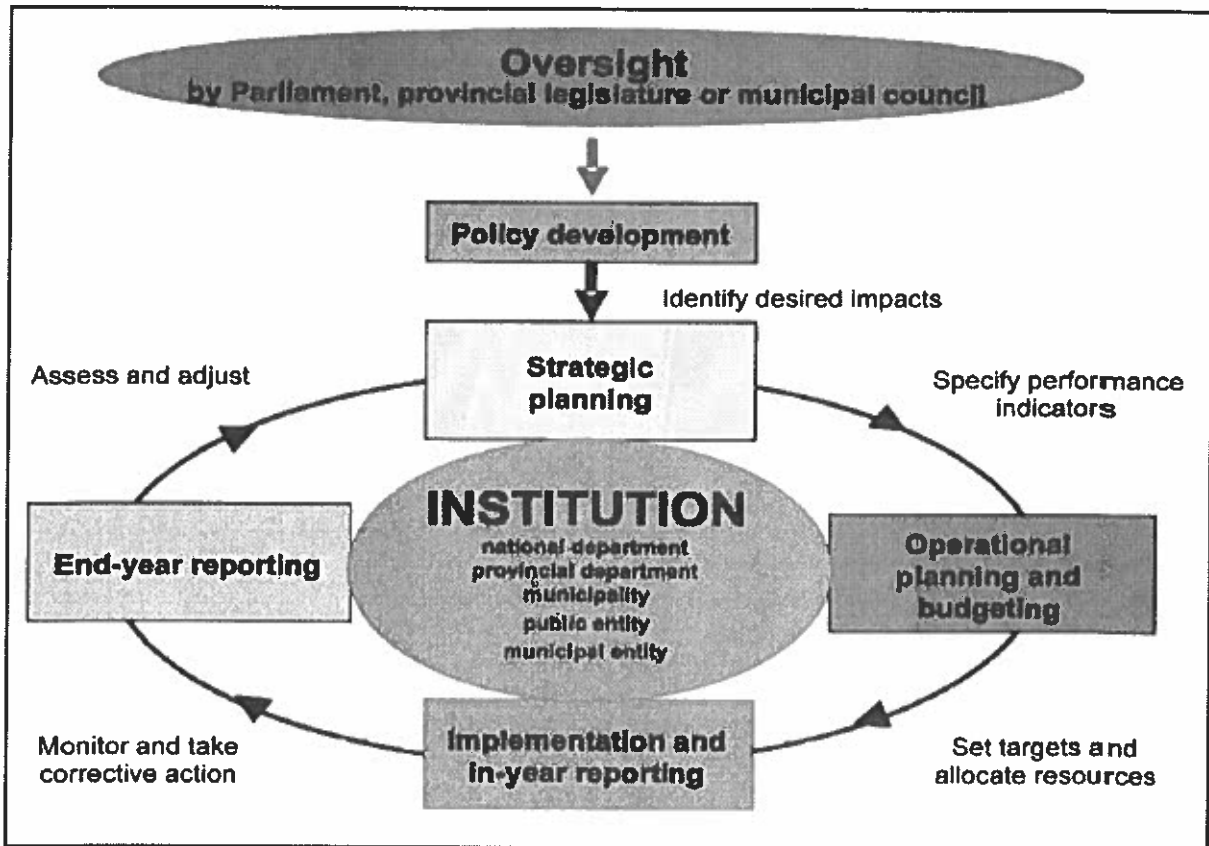 Oversight
by Parliament, provincial legislature or municipal council
Policy development
Identify desired impacts
Strategic
planning
Assess and adjust
Specify performance
indicators
INSTITUTION
national department
provincial department
municipality
public entity
municipal entity
End-year reporting
Operational
planning and
budgeting
Implementation and
in-year reporting
Monitor and take
corrective action
Set targets and
allocate resources